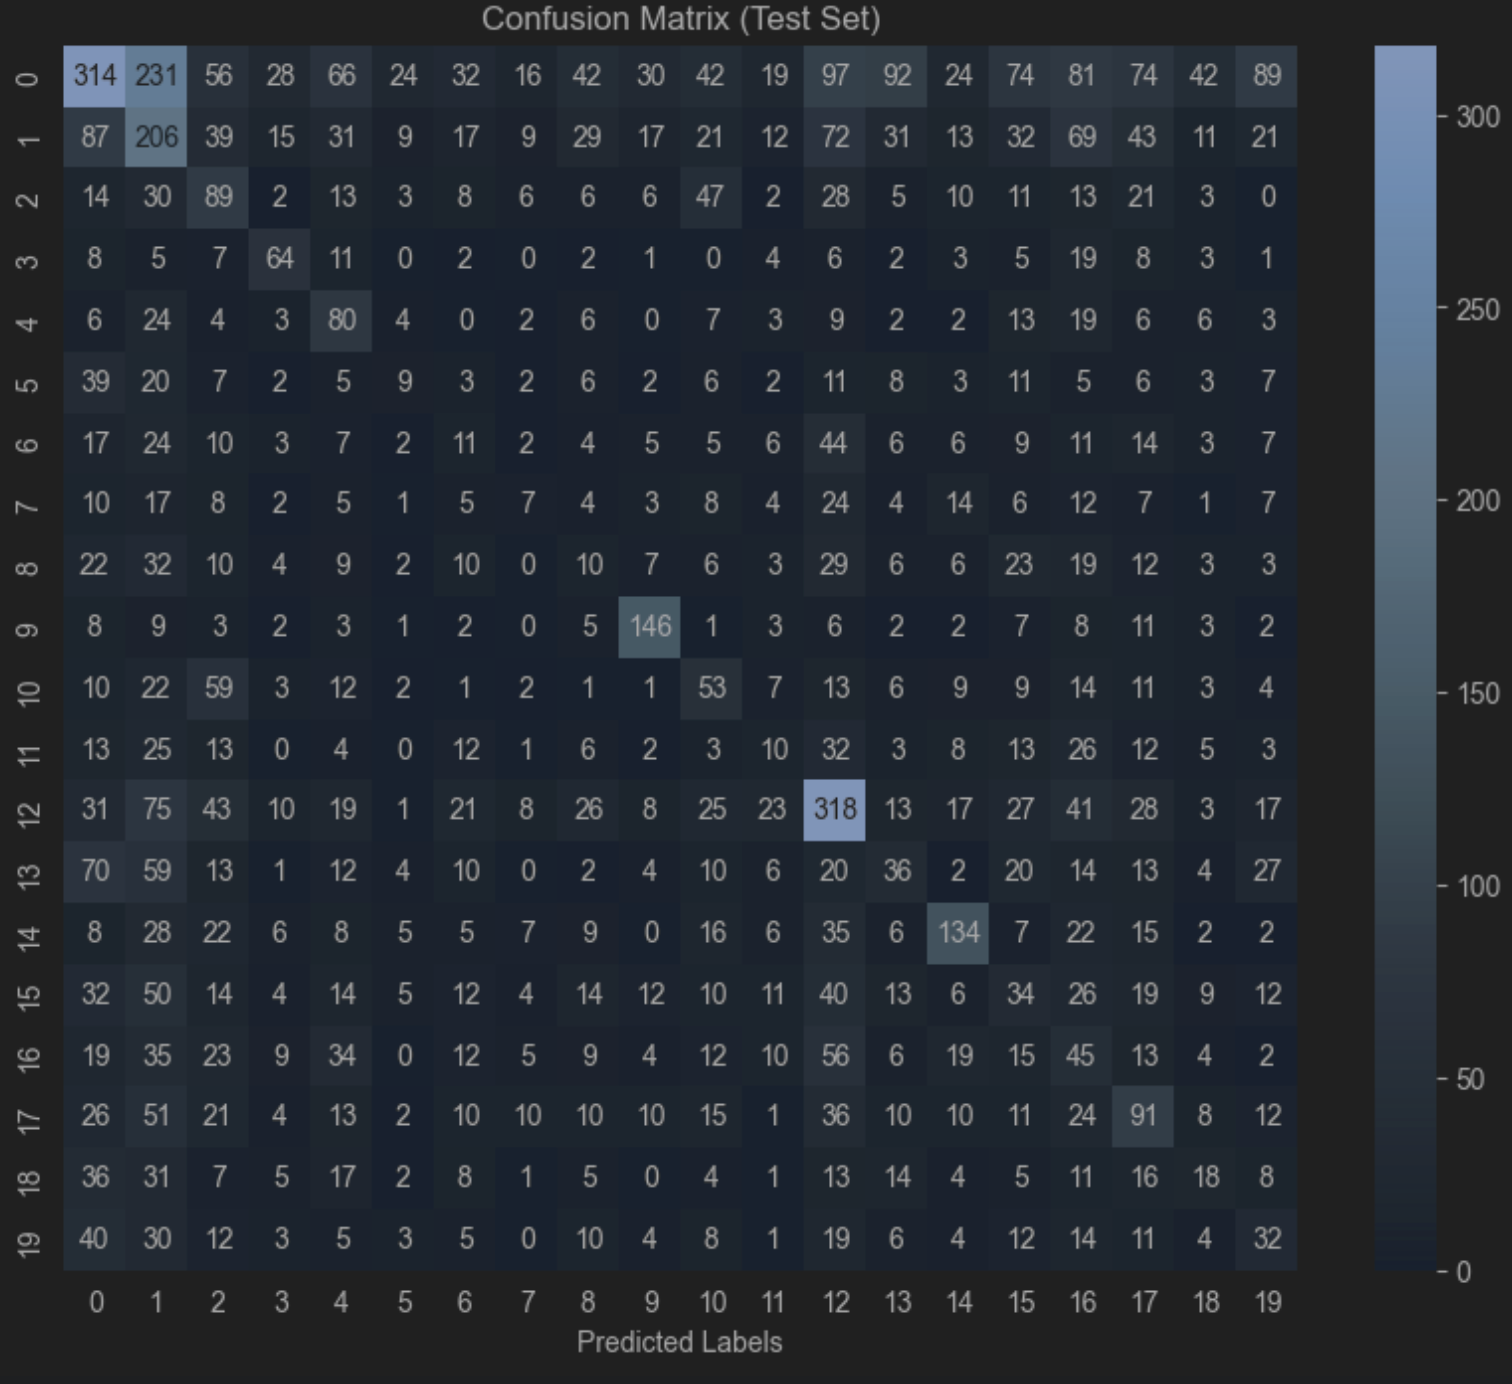 Confusion Matrix (Test Set)
0 314 231 56 28 66 24 32 16 42 30 42 19 97 92 24 74 81 74 42 89
1 87 206 39 15 31 9 17 9 29 17 21 12 72 31 13 32 69 43 11 21
2 14 30 89 2 13 3 8 6 6 6 47 2 28 5 10 11 13 21 3 0
3 8 5 7 64 11 0 2 0 2 1 0 4 6 2 3 5 19 8 3 1
4 6 24 4 3 80 4 0 2 6 0 7 3 9 2 2 13 19 6 6 3
5 39 20 7 2 5 9 3 2 6 2 6 2 11 8 3 11 5 6 3 7
6 17 24 10 3 7 2 11 2 4 5 5 6 44 6 6 9 11 14 3 7
7 10 17 8 2 5 1 5 7 4 3 8 4 24 4 14 6 12 7 1 7
8 22 32 10 4 9 2 10 0 10 7 6 3 29 6 6 23 19 12 3 3
9 8 9 3 2 3 1 2 0 5 146 1 3 6 2 2 7 8 11 3 2
10 10 22 59 3 12 2 1 2 1 1 53 7 13 6 9 9 14 11 3 4
11 13 25 13 0 4 0 12 1 6 2 3 10 32 3 8 13 26 12 5 3
12 31 75 43 10 19 1 21 8 26 8 25 23 318 13 17 27 41 28 3 17
13 70 59 13 1 12 4 10 0 2 4 10 6 20 36 2 20 14 13 4 27
14 8 28 22 6 8 5 5 7 9 0 16 6 35 6 134 7 22 15 2 2
15 32 50 14 4 14 5 12 4 14 12 10 11 40 13 6 34 26 19 9 12
16 19 35 23 9 34 0 12 5 9 4 12 10 56 6 19 15 45 13 4 2
17 26 51 21 4 13 2 10 10 10 10 15 1 36 10 10 11 24 91 8 12
18 36 31 7 5 17 2 8 1 5 0 4 1 13 14 4 5 11 16 18 8
19 40 30 12 3 5 3 5 0 10 4 8 1 19 6 4 12 14 11 4 32
0 1 2 3 4 5 6 7 8 9 10 11 12 13 14 15 16 17 18 19
Predicted Labels
300
250
200
150
100
50
0